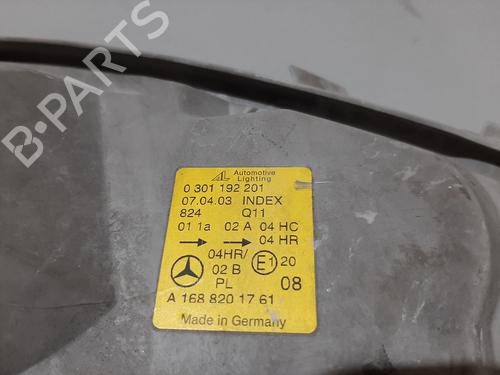 B-PARTS
AL Automotive Lighting
0 301 192 201
07.04.03 INDEX
824 Q11
01 1a 02 A 04 HC
→ → 04 HR
04HR/
02 B E1 20
PL 08
A 168 820 17 61
Made in Germany